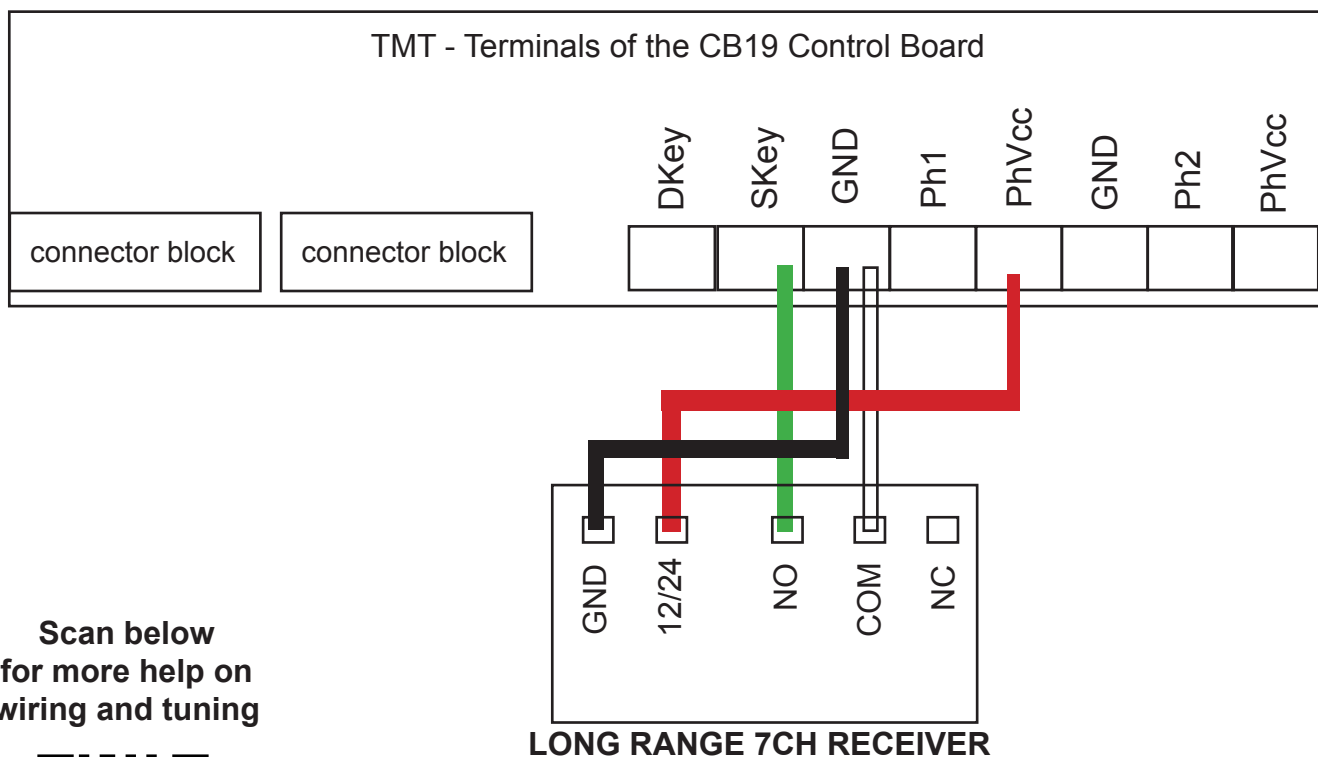 TMT - Terminals of the CB19 Control Board
DKey
SKey
GND
Ph1
PhVcc
GND
Ph2
PhVcc
connector block
connector block
GND
12/24
NO
COM
NC
Scan below
for more help on
wiring and tuning
LONG RANGE 7CH RECEIVER